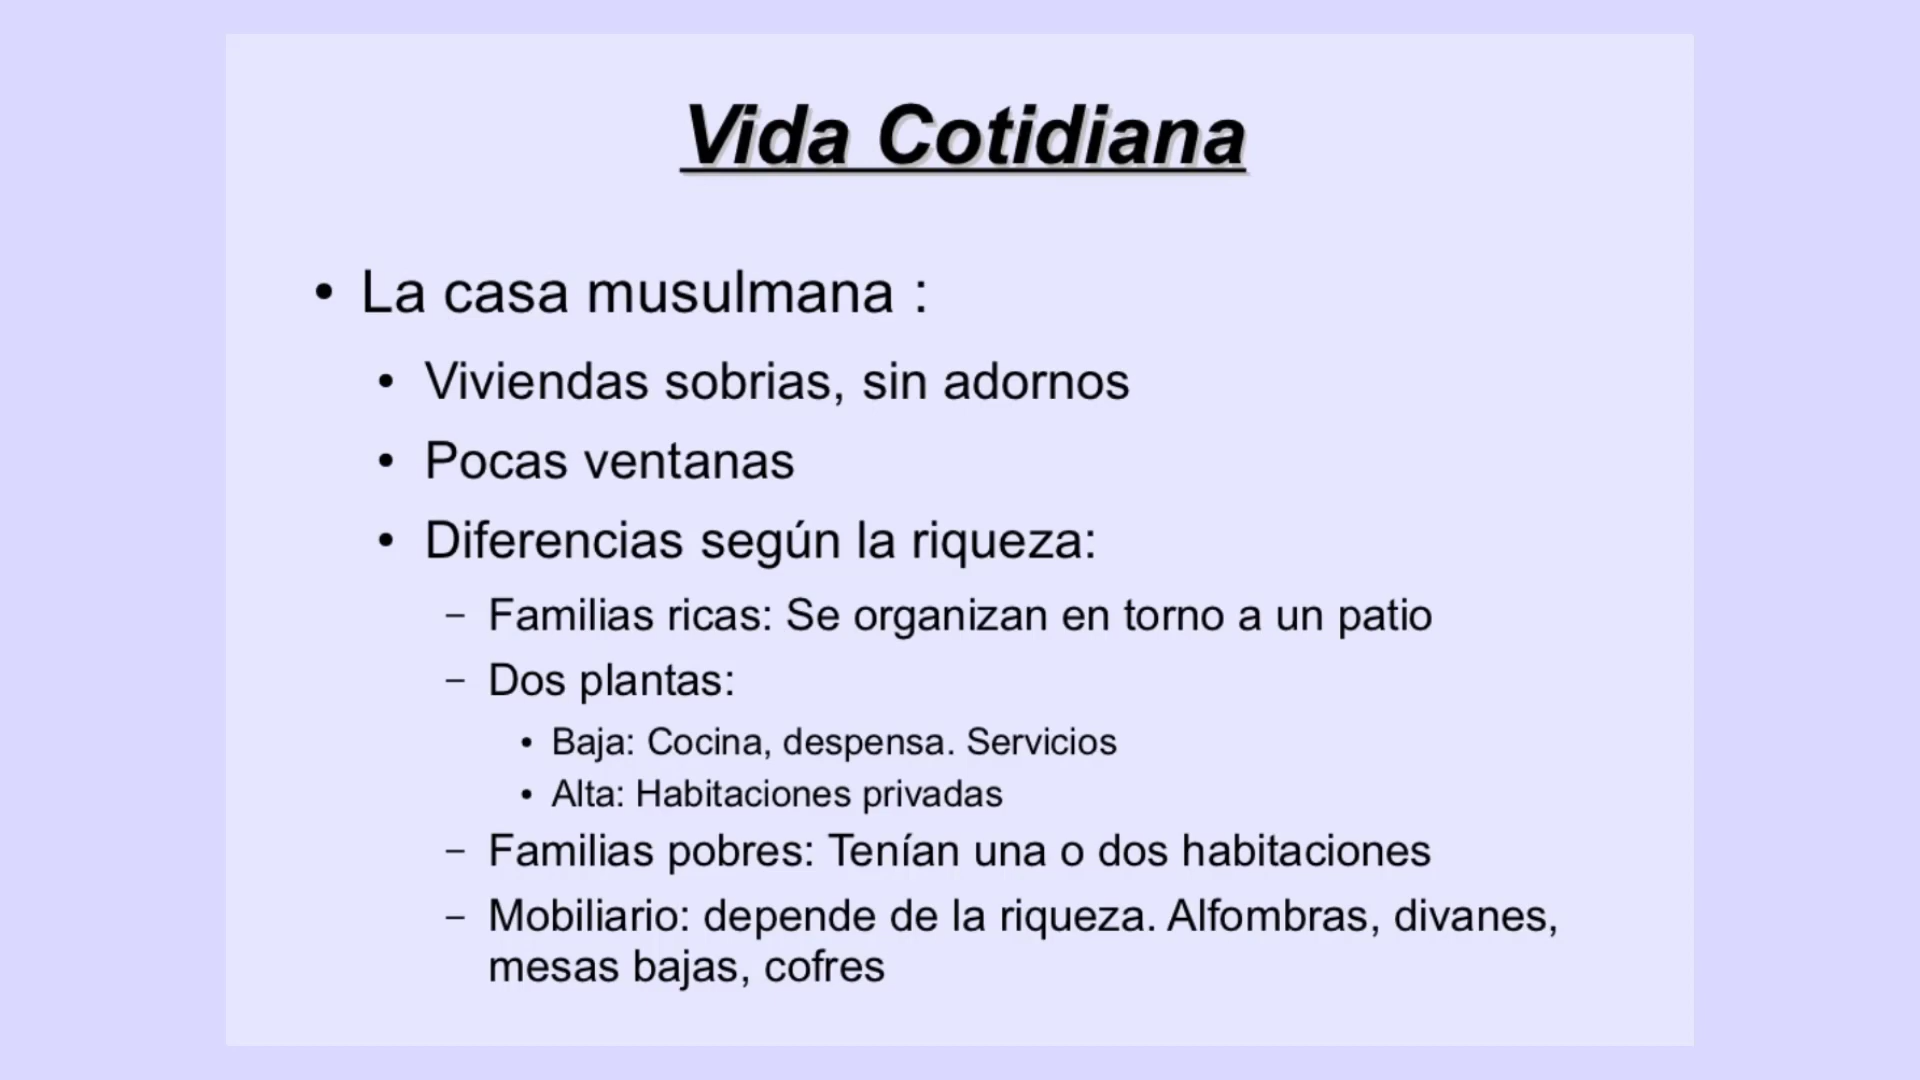 Vida Cotidiana
• La casa musulmana :
• Viviendas sobrias, sin adornos
• Pocas ventanas
• Diferencias según la riqueza:
– Familias ricas: Se organizan en torno a un patio
– Dos plantas:
• Baja: Cocina, despensa. Servicios
• Alta: Habitaciones privadas
– Familias pobres: Tenían una o dos habitaciones
– Mobiliario: depende de la riqueza. Alfombras, divanes,
mesas bajas, cofres